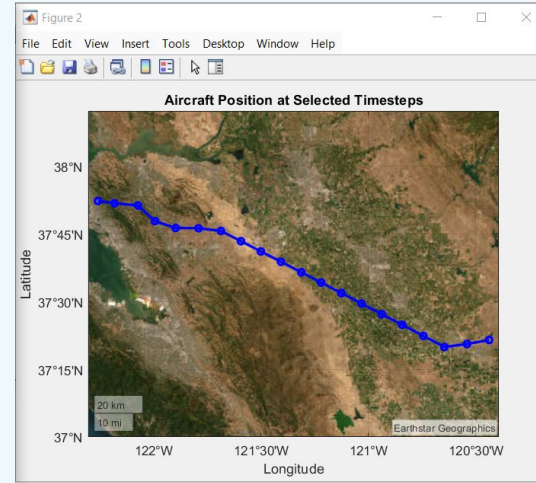 Figure 2
File Edit View Insert Tools Desktop Window Help
Aircraft Position at Selected Timesteps
38°N
37°45'N
37°30'N
37°15'N
37°N
Latitude
20 km
10 mi
Earthstar Geographics
122°W 121°30'W 121°W 120°30'W
Longitude